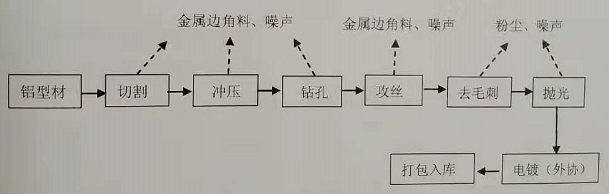 金属边角料、噪声
金属边角料、噪声
粉尘、噪声
铝型材
切割
冲压
钻孔
攻丝
去毛刺
抛光
打包入库
电镀（外协）